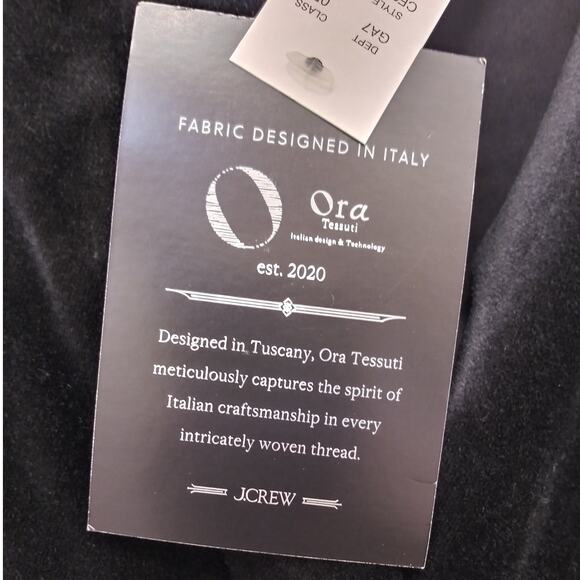 CLASS
STYLE
DEPT
GA7
FABRIC DESIGNED IN ITALY
Ora
Tessuti
Italian design & Technology
est. 2020
Designed in Tuscany, Ora Tessuti
meticulously captures the spirit of
Italian craftsmanship in every
intricately woven thread.
J.CREW